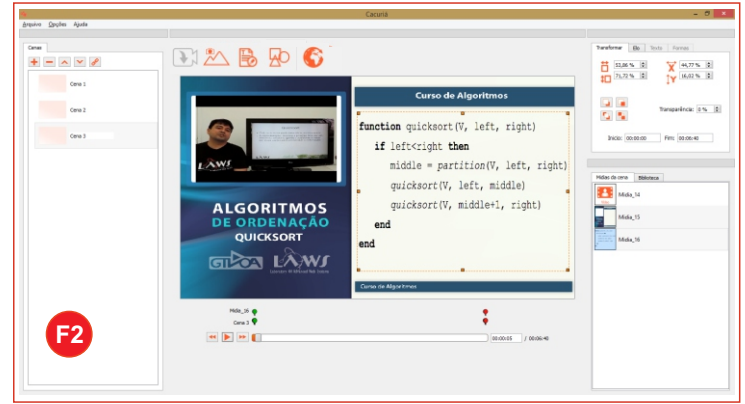 Cacuriá
Arquivo Opções Ajuda
Cenas
Cena 1
Cena 2
Cena 3
F2
LAWS
ALGORITMOS
DE ORDENAÇÃO
QUICKSORT
GTVOA LAWS
Curso de Algoritmos
function quicksort(V, left, right)
if left<right then
middle = partition(V, left, right)
quicksort(V, left, middle)
quicksort(V, middle+1, right)
end
end
Curso de Algoritmos
Midia_16
Cena 3
00:00:05 / 00:06:40
Transformar Elo Texto Formas
53,86 % 44,77 %
71,72 % 16,02 %
Transparência: 0 %
Início: 00:00:00 Fim: 00:06:40
Mídias da cena Biblioteca
Midia_14
Midia_15
Midia_16